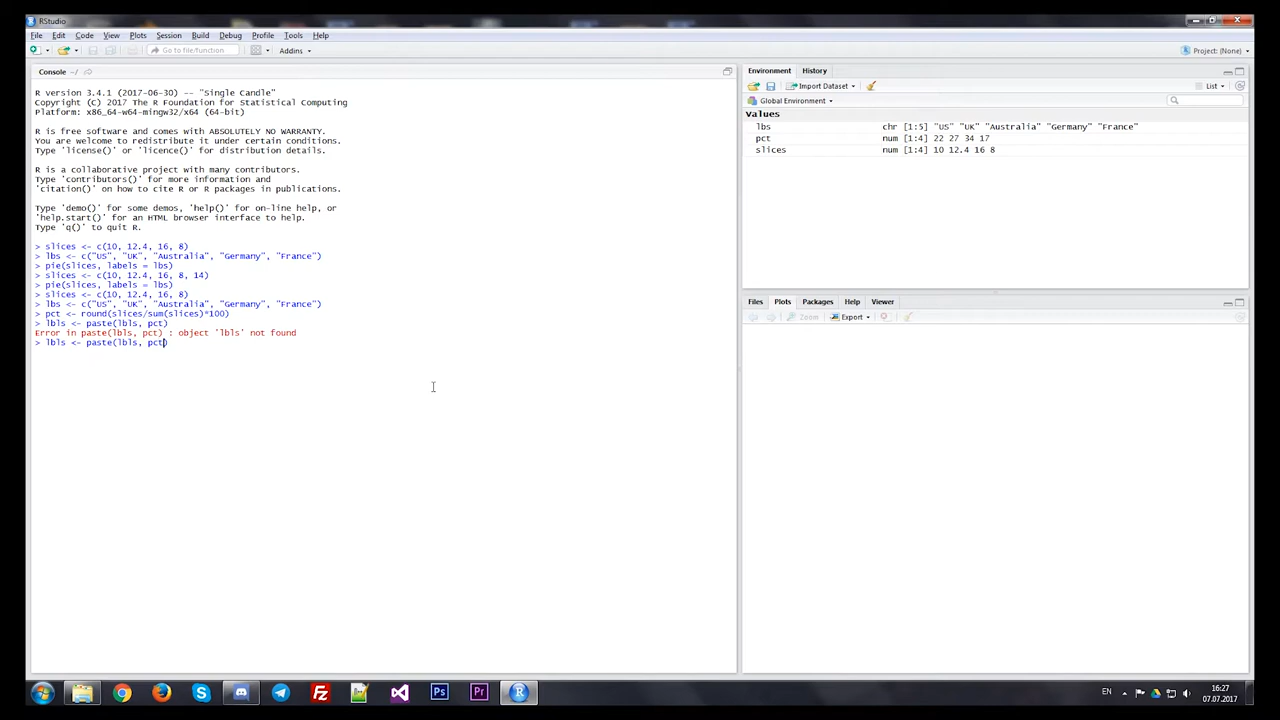 RStudio
File Edit Code View Plots Session Build Debug Profile Tools Help
Go to file/function Addins Project: (None)
Console ~/
R version 3.4.1 (2017-06-30) -- "Single Candle"
Copyright (C) 2017 The R Foundation for Statistical Computing
Platform: x86_64-w64-mingw32/x64 (64-bit)
R is free software and comes with ABSOLUTELY NO WARRANTY.
You are welcome to redistribute it under certain conditions.
Type 'license()' or 'licence()' for distribution details.
R is a collaborative project with many contributors.
Type 'contributors()' for more information and
'citation()' on how to cite R or R packages in publications.
Type 'demo()' for some demos, 'help()' for on-line help, or
'help.start()' for an HTML browser interface to help.
Type 'q()' to quit R.
> slices <- c(10, 12.4, 16, 8)
> lbs <- c("US", "UK", "Australia", "Germany", "France")
> pie(slices, labels = lbs)
> slices <- c(10, 12.4, 16, 8, 14)
> pie(slices, labels = lbs)
> slices <- c(10, 12.4, 16, 8)
> lbs <- c("US", "UK", "Australia", "Germany", "France")
> pct <- round(slices/sum(slices)*100)
> lbls <- paste(lbls, pct)
Error in paste(lbls, pct) : object 'lbls' not found
> lbls <- paste(lbls, pct)
Environment History
Import Dataset List
Global Environment
Values
lbs chr [1:5] "US" "UK" "Australia" "Germany" "France"
pct num [1:4] 22 27 34 17
slices num [1:4] 10 12.4 16 8
Files Plots Packages Help Viewer
Zoom Export
Fz Ps Pr R
EN 16:27
07.07.2017